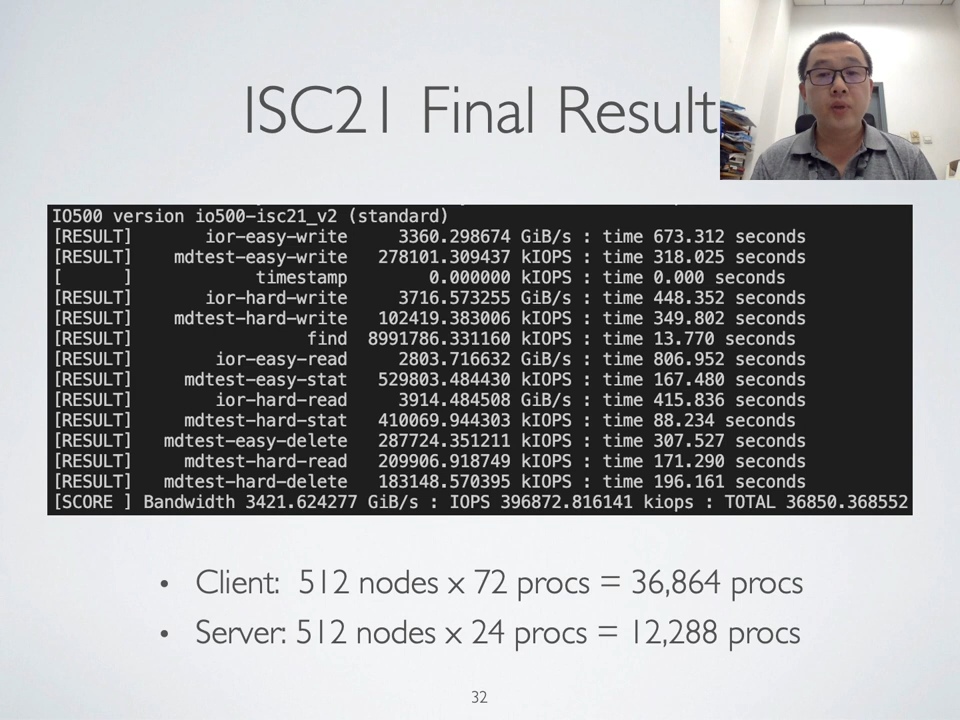 ISC21 Final Result
IO500 version io500-isc21_v2 (standard)
[RESULT] ior-easy-write 3360.298674 GiB/s : time 673.312 seconds
[RESULT] mdtest-easy-write 278101.309437 kIOPS : time 318.025 seconds
[ ] timestamp 0.000000 kIOPS : time 0.000 seconds
[RESULT] ior-hard-write 3716.573255 GiB/s : time 448.352 seconds
[RESULT] mdtest-hard-write 102419.383006 kIOPS : time 349.802 seconds
[RESULT] find 8991786.331160 kIOPS : time 13.770 seconds
[RESULT] ior-easy-read 2803.716632 GiB/s : time 806.952 seconds
[RESULT] mdtest-easy-stat 529803.484430 kIOPS : time 167.480 seconds
[RESULT] ior-hard-read 3914.484508 GiB/s : time 415.836 seconds
[RESULT] mdtest-hard-stat 410069.944303 kIOPS : time 88.234 seconds
[RESULT] mdtest-easy-delete 287724.351211 kIOPS : time 307.527 seconds
[RESULT] mdtest-hard-read 209906.918749 kIOPS : time 171.290 seconds
[RESULT] mdtest-hard-delete 183148.570395 kIOPS : time 196.161 seconds
[SCORE ] Bandwidth 3421.624277 GiB/s : IOPS 396872.816141 kiops : TOTAL 36850.368552
• Client: 512 nodes x 72 procs = 36,864 procs
• Server: 512 nodes x 24 procs = 12,288 procs
32